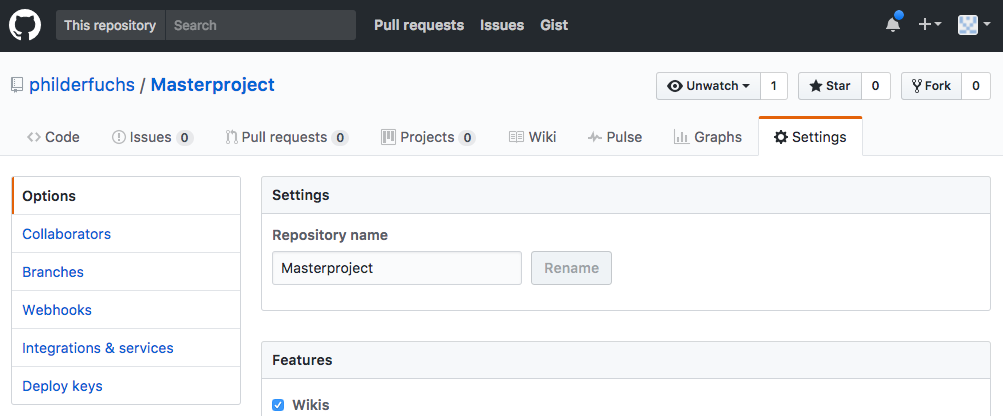 This repository Search Pull requests Issues Gist
philderfuchs / Masterproject Unwatch 1 Star 0 Fork 0
Code Issues 0 Pull requests 0 Projects 0 Wiki Pulse Graphs Settings
Options
Collaborators
Branches
Webhooks
Integrations & services
Deploy keys
Settings
Repository name
Masterproject Rename
Features
Wikis